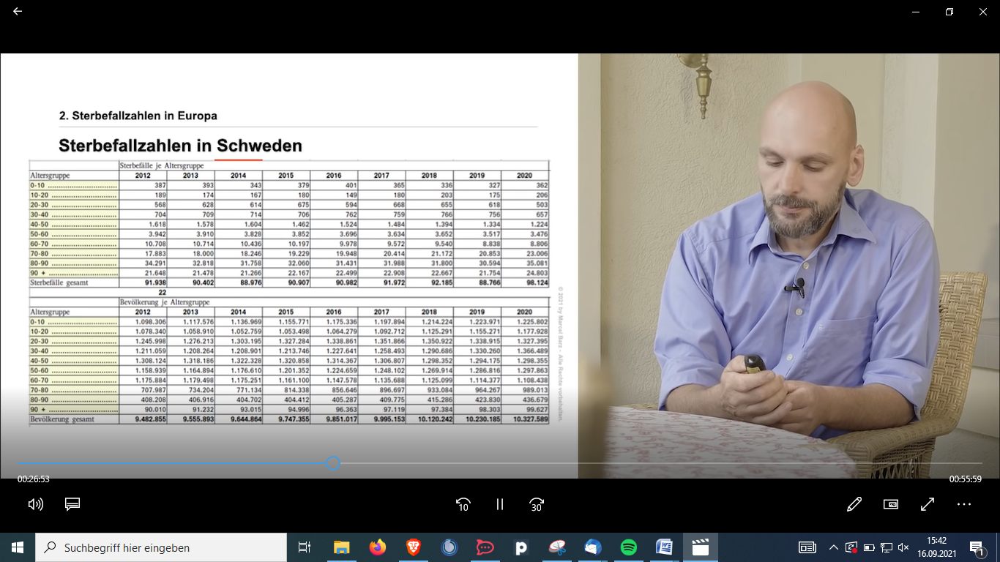 2. Sterbefallzahlen in Europa
Sterbefallzahlen in Schweden
Sterbefälle je Altersgruppe
Altersgruppe 2012 2013 2014 2015 2016 2017 2018 2019 2020
0-10 387 393 343 379 401 365 336 327 362
10-20 189 174 167 180 149 180 203 175 206
20-30 568 628 614 675 594 668 655 618 503
30-40 704 709 714 706 762 759 766 756 657
40-50 1.618 1.578 1.604 1.462 1.524 1.484 1.394 1.334 1.224
50-60 3.942 3.910 3.828 3.852 3.696 3.634 3.652 3.517 3.476
60-70 10.708 10.714 10.436 10.197 9.978 9.572 9.540 8.838 8.806
70-80 17.883 18.000 18.246 19.229 19.948 20.414 21.172 20.853 23.006
80-90 34.291 32.818 31.758 32.060 31.431 31.988 31.800 30.594 35.081
90 + 21.648 21.478 21.266 22.167 22.499 22.908 22.667 21.754 24.803
Sterbefälle gesamt 91.938 90.402 88.976 90.907 90.982 91.972 92.185 88.766 98.124
22
Bevölkerung je Altersgruppe
Altersgruppe 2012 2013 2014 2015 2016 2017 2018 2019 2020
0-10 1.098.306 1.117.576 1.136.969 1.155.771 1.175.336 1.197.894 1.214.224 1.223.971 1.225.802
10-20 1.078.340 1.058.910 1.052.759 1.053.498 1.064.279 1.092.712 1.125.291 1.155.271 1.177.928
20-30 1.245.998 1.276.213 1.303.195 1.327.284 1.338.861 1.351.866 1.350.922 1.338.915 1.327.395
30-40 1.211.059 1.208.264 1.208.901 1.213.746 1.227.641 1.258.493 1.290.686 1.330.260 1.366.489
40-50 1.308.124 1.318.186 1.322.328 1.320.858 1.314.367 1.306.807 1.298.352 1.294.175 1.298.355
50-60 1.158.939 1.164.894 1.176.610 1.201.352 1.224.659 1.248.102 1.269.914 1.286.816 1.297.863
60-70 1.175.884 1.179.498 1.175.251 1.161.100 1.147.578 1.135.688 1.125.099 1.114.377 1.108.438
70-80 707.987 734.204 771.134 814.338 856.646 896.697 933.084 964.267 989.013
80-90 408.208 406.916 404.702 404.412 405.287 409.775 415.286 423.830 436.679
90 + 90.010 91.232 93.015 94.996 96.363 97.119 97.384 98.303 99.627
Bevölkerung gesamt 9.482.855 9.555.893 9.644.864 9.747.355 9.851.017 9.995.153 10.120.242 10.230.185 10.327.589
© 2021 by Marcel Barz - Alle Rechte vorbehalten.
00:26:53
00:55:59
10
30
Suchbegriff hier eingeben
15:42
16.09.2021
1